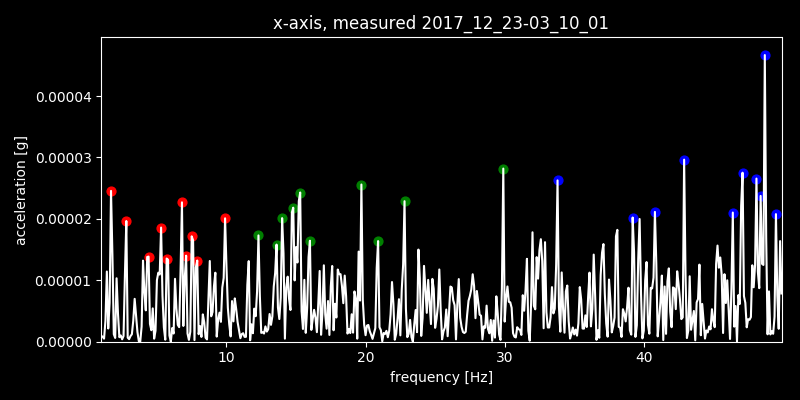 x-axis, measured 2017_12_23-03_10_01
acceleration [g]
0.00004
0.00003
0.00002
0.00001
0.00000
10 20 30 40
frequency [Hz]